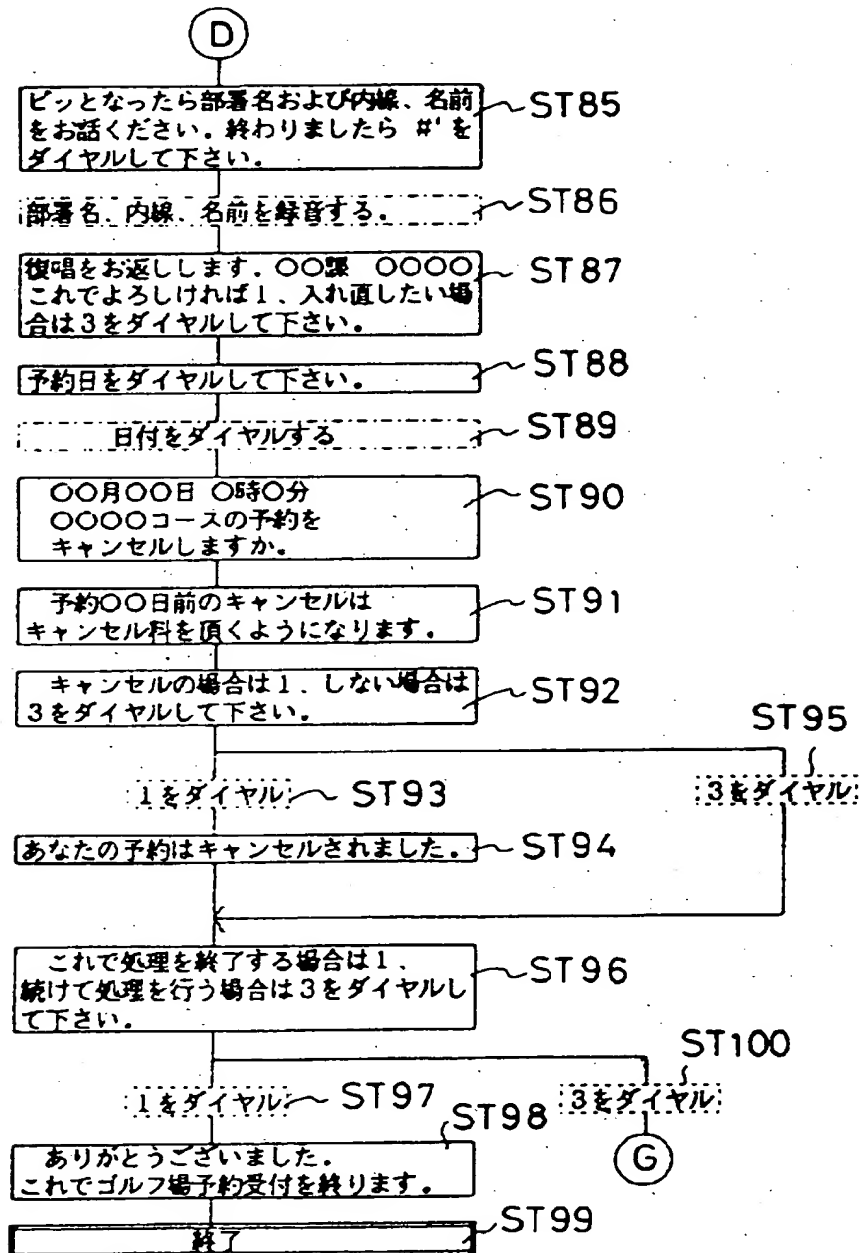 D
ピッとなったら部署名および内線、名前
をお話ください。終わりましたら #' を
ダイヤルして下さい。
ST85
部署名、内線、名前を録音する。
ST86
復唱をお返しします. 〇〇課 〇〇〇〇
これでよろしければ1、入れ直したい場
合は3をダイヤルして下さい。
ST87
予約日をダイヤルして下さい。
ST88
日付をダイヤルする
ST89
〇〇月〇〇日 〇時〇分
〇〇〇〇コースの予約を
キャンセルしますか。
ST90
予約〇〇日前のキャンセルは
キャンセル料を頂くようになります。
ST91
キャンセルの場合は1、しない場合は
3をダイヤルして下さい。
ST92
ST95
1をダイヤル
ST93
3をダイヤル
あなたの予約はキャンセルされました。
ST94
これで処理を終了する場合は1、
続けて処理を行う場合は3をダイヤルし
て下さい。
ST96
ST100
1をダイヤル
ST97
3をダイヤル
ST98
ありがとうございました。
これでゴルフ場予約受付を終ります。
G
終了
ST99